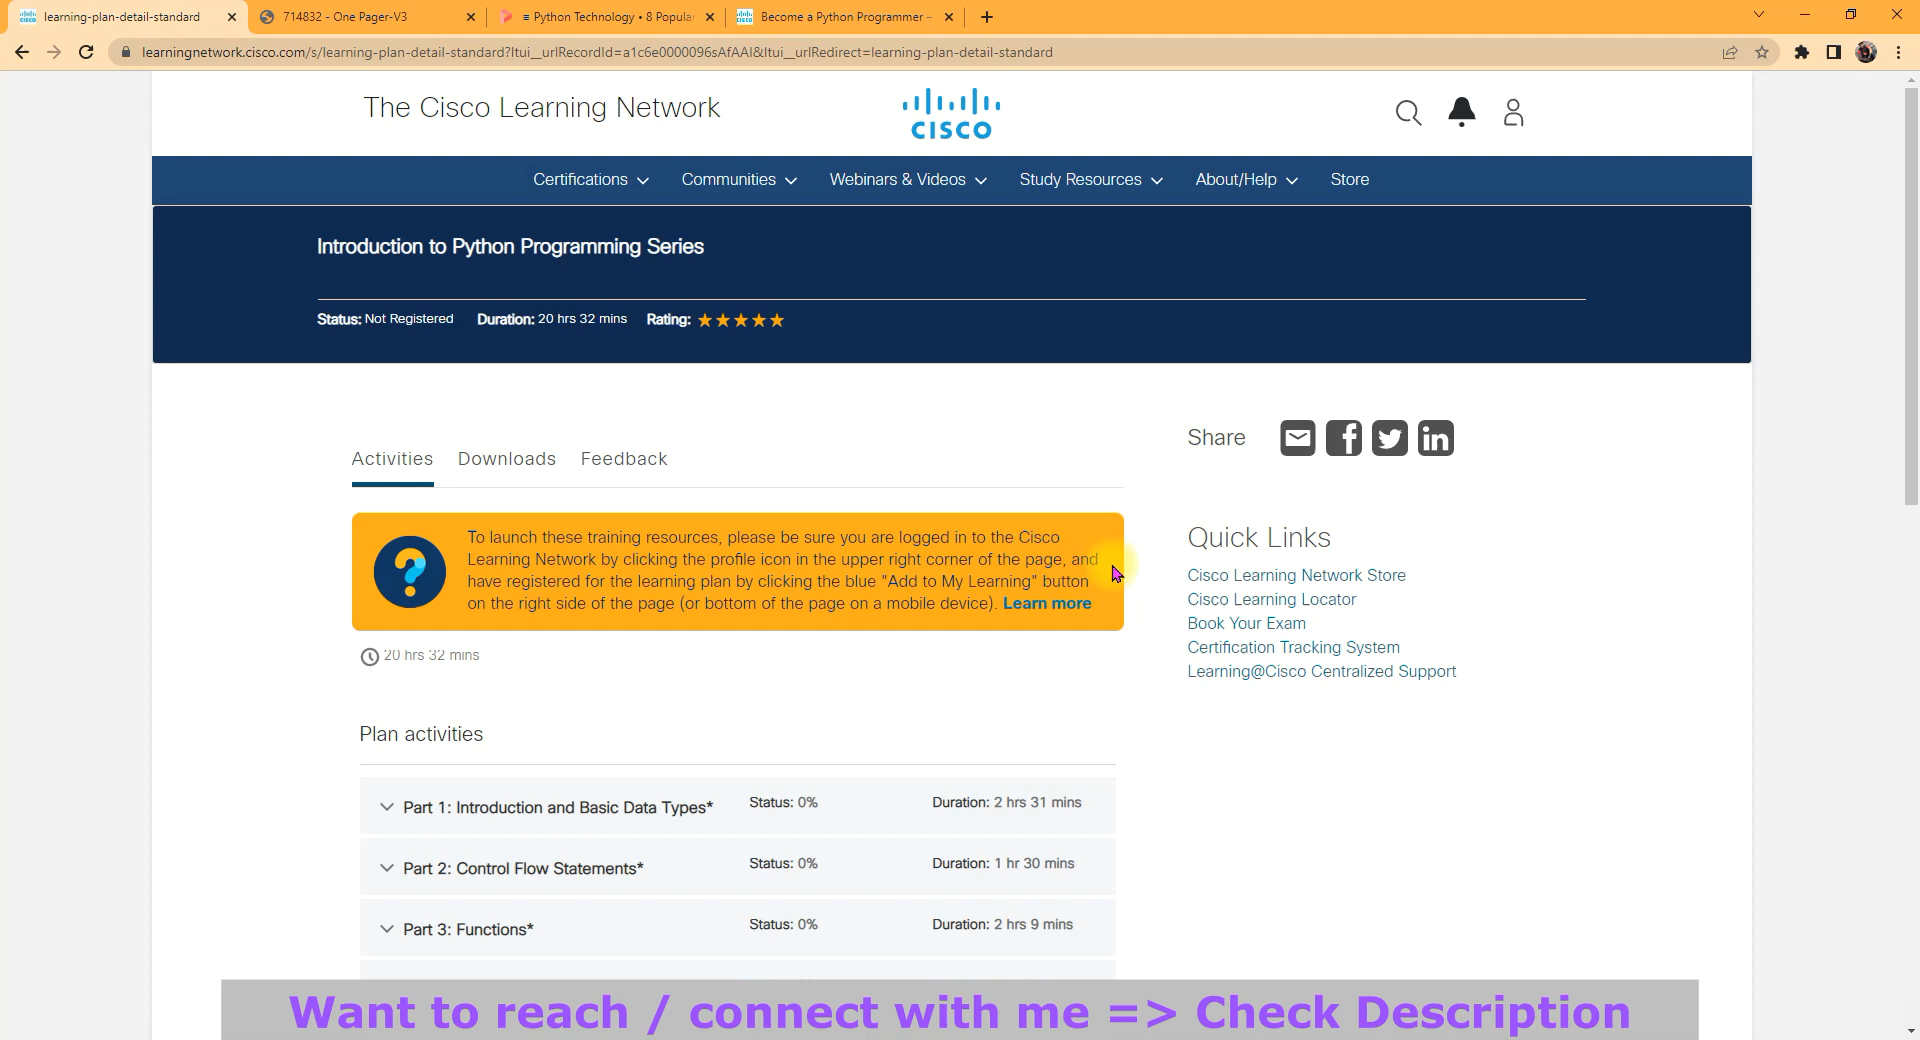 learning-plan-detail-standard
714832 - One Pager-V3
≡ Python Technology • 8 Popular
Become a Python Programmer –
learningnetwork.cisco.com/s/learning-plan-detail-standard?ltui__urlRecordId=a1c6e0000096sAfAAI&ltui__urlRedirect=learning-plan-detail-standard
The Cisco Learning Network
CISCO
Certifications
Communities
Webinars & Videos
Study Resources
About/Help
Store
Introduction to Python Programming Series
Status: Not Registered
Duration: 20 hrs 32 mins
Rating:
Activities
Downloads
Feedback
Share
To launch these training resources, please be sure you are logged in to the Cisco
Learning Network by clicking the profile icon in the upper right corner of the page, and
have registered for the learning plan by clicking the blue "Add to My Learning" button
on the right side of the page (or bottom of the page on a mobile device). Learn more
20 hrs 32 mins
Quick Links
Cisco Learning Network Store
Cisco Learning Locator
Book Your Exam
Certification Tracking System
Learning@Cisco Centralized Support
Plan activities
Part 1: Introduction and Basic Data Types*
Status: 0%
Duration: 2 hrs 31 mins
Part 2: Control Flow Statements*
Status: 0%
Duration: 1 hr 30 mins
Part 3: Functions*
Status: 0%
Duration: 2 hrs 9 mins
Want to reach / connect with me => Check Description